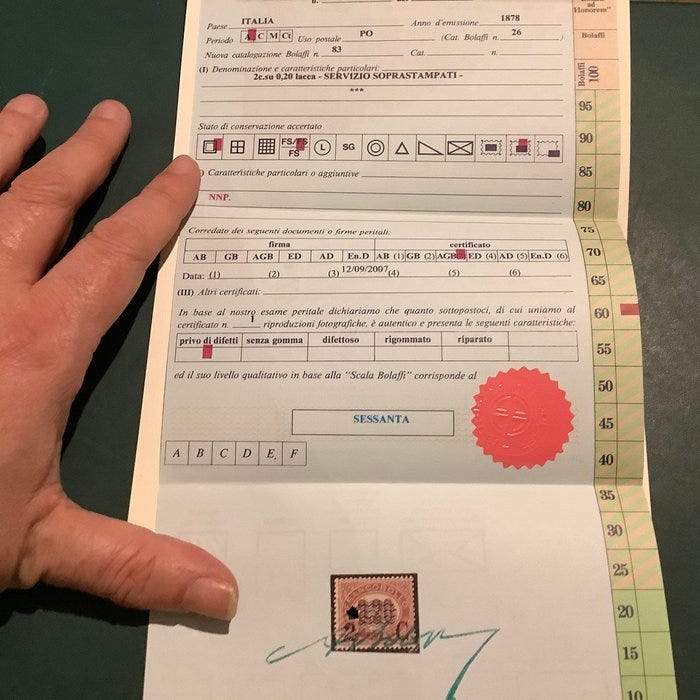 ad
Honorem"
Paese ITALIA Anno d'emissione 1878
Periodo A C M Ct Uso postale PO (Cat. Bolaffi n. 26
Bolaffi
Nuova catalogazione Bolaffi n. 83 Cat. n.
(I) Denominazione e caratteristiche particolari:
2c.su 0,20 lacca - SERVIZIO SOPRASTAMPATI -
***
Bolaffi 100
95
Stato di conservazione accertato
90
FS/FS
FS L SG
) Caratteristiche particolari o aggiuntive
85
NNP.
80
Corredato dei seguenti documenti o firme peritali:
75
firma certificato
AB GB AGB ED AD En.D AB (1) GB (2) AGB(3) ED (4) AD (5) En.D (6)
70
Data: (1) (2) (3) 12/09/2007 (4) (5) (6)
65
(III) Altri certificati:
In base al nostro esame peritale dichiariamo che quanto sottopostoci, di cui uniamo al
60
certificato n. 1 riproduzioni fotografiche, è autentico e presenta le seguenti caratteristiche:
privo di difetti senza gomma difettoso rigommato riparato
55
ed il suo livello qualitativo in base alla "Scala Bolaffi" corrisponde al
50
SESSANTA
45
A B C D E F
40
35
30
25
20
2 C
15
10